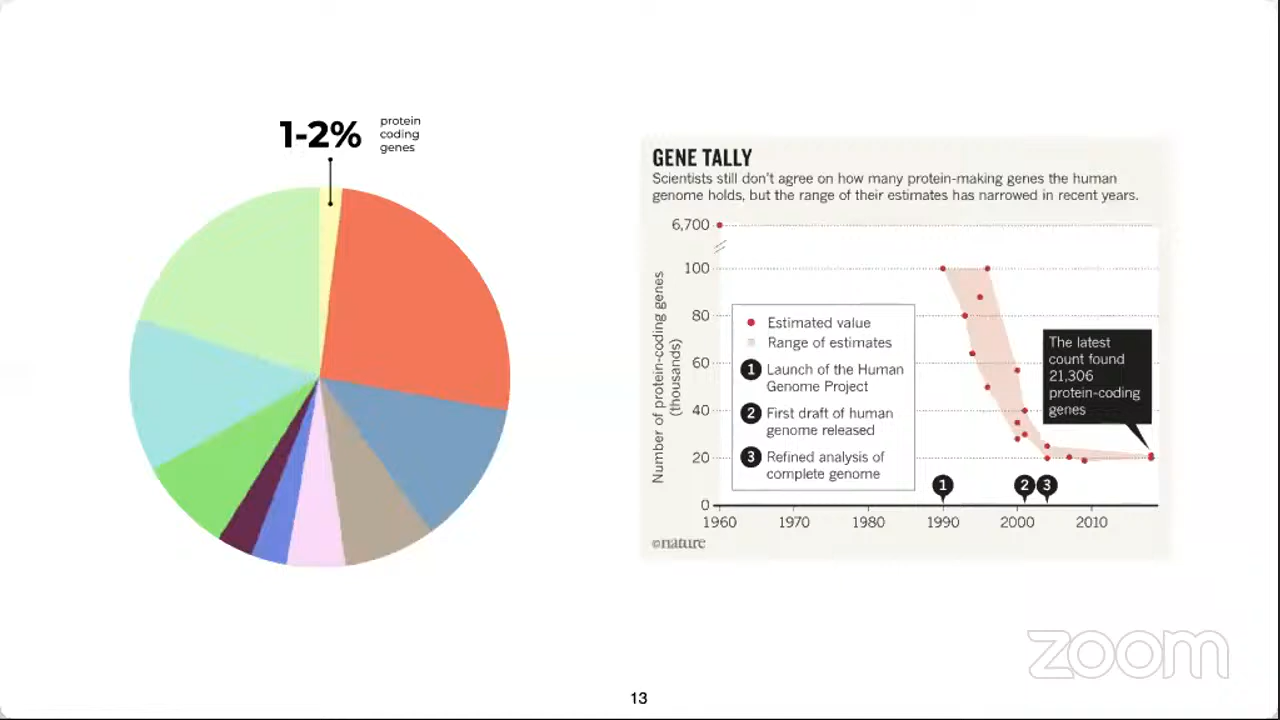 1-2%
protein
coding
genes
GENE TALLY
Scientists still don't agree on how many protein-making genes the human
genome holds, but the range of their estimates has narrowed in recent years.
6,700
100
80
60
40
20
0
Number of protein-coding genes
(thousands)
Estimated value
Range of estimates
1 Launch of the Human
Genome Project
2 First draft of human
genome released
3 Refined analysis of
complete genome
The latest
count found
21,306
protein-coding
genes
1 2 3
1960 1970 1980 1990 2000 2010
©nature
zoom
13